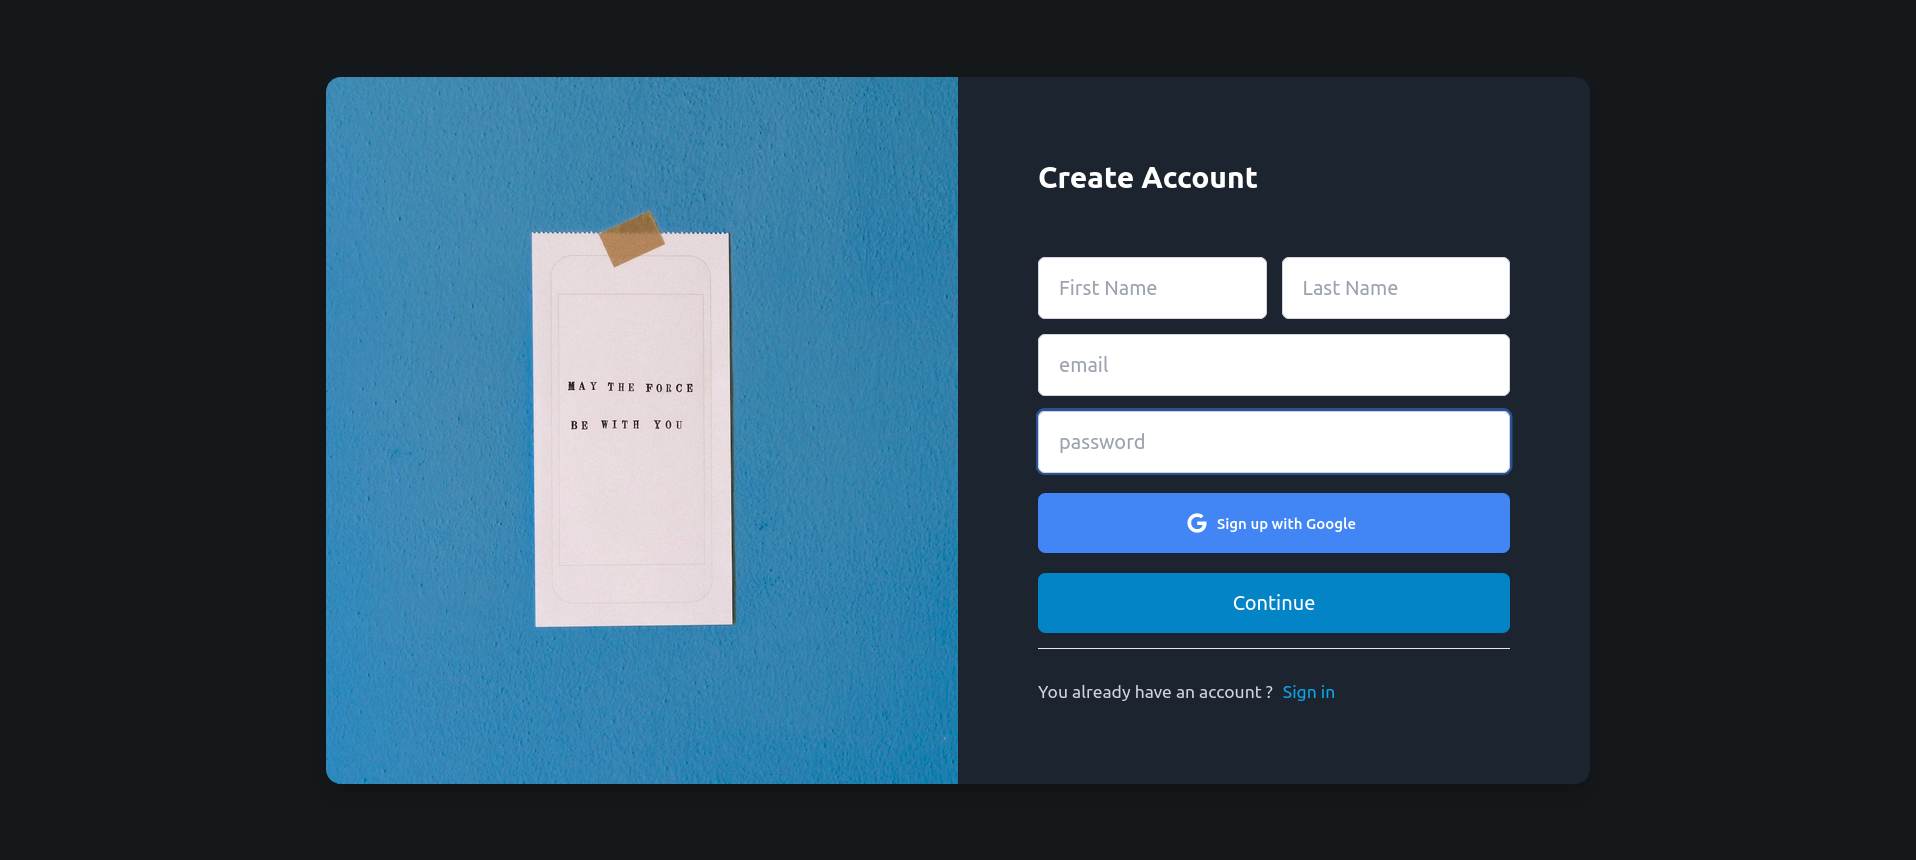 MAY THE FORCE
BE WITH YOU
Create Account
First Name
Last Name
email
password
Sign up with Google
Continue
You already have an account ? Sign in